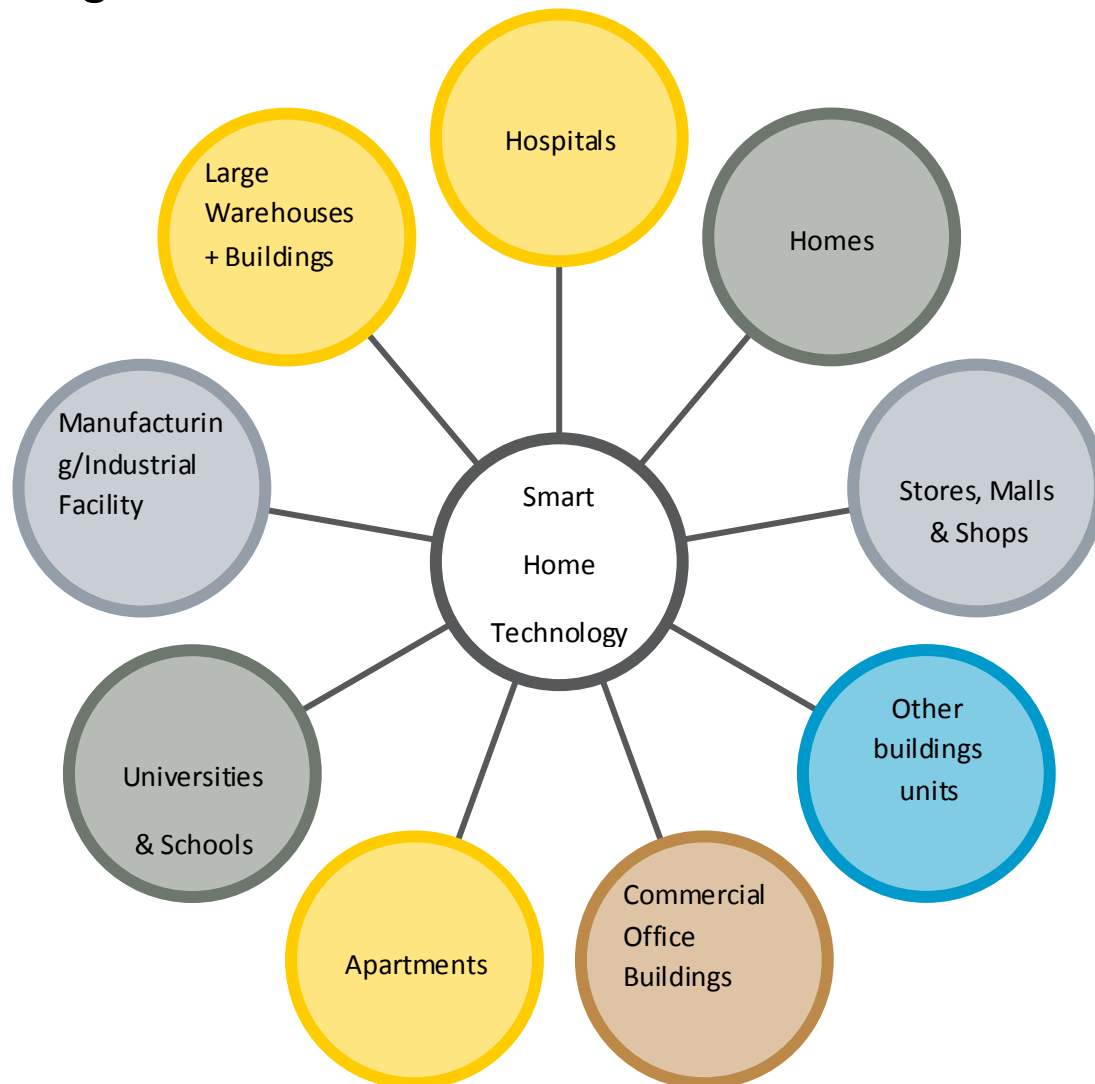 Hospitals
Homes
Stores, Malls
& Shops
Other
buildings
units
Commercial
Office
Buildings
Apartments
Universities
& Schools
Manufacturin
g/Industrial
Facility
Large
Warehouses
+ Buildings
Smart
Home
Technology